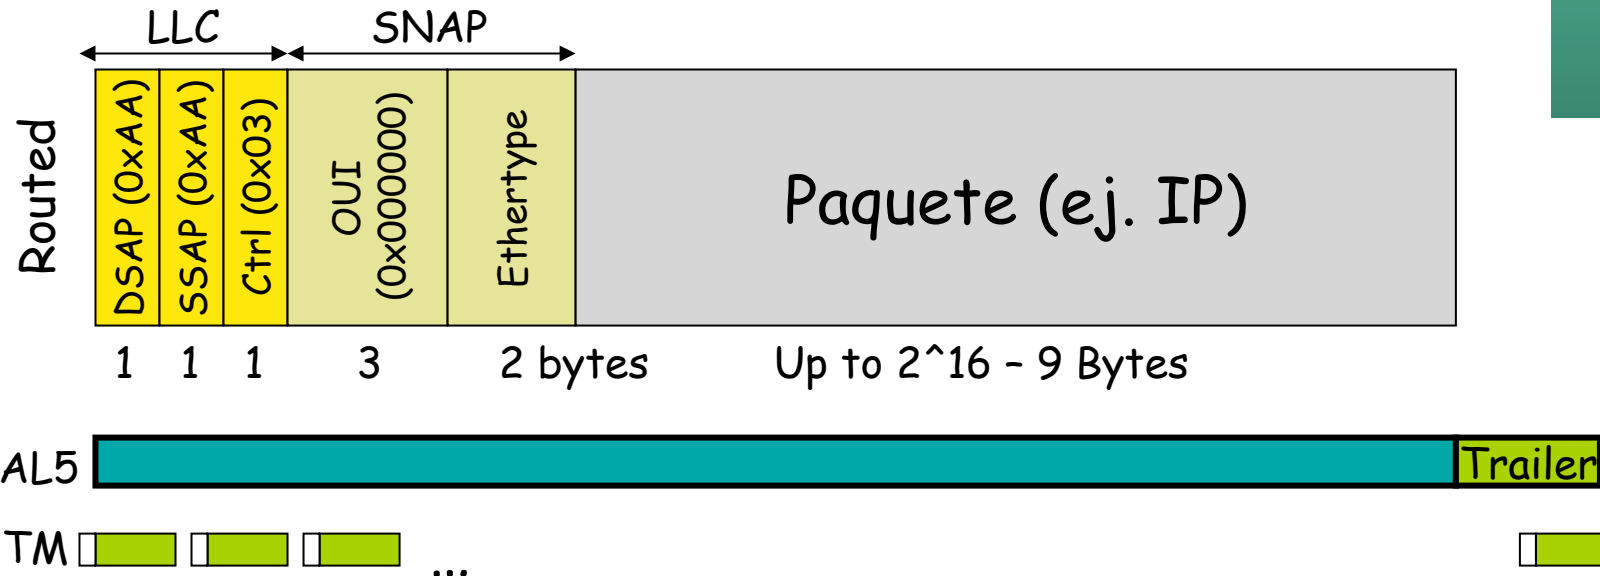 LLC SNAP
Routed
DSAP (0xAA)
SSAP (0xAA)
Ctrl (0x03)
OUI
(0x000000)
Ethertype
Paquete (ej. IP)
1 1 1 3 2 bytes Up to 2^16 – 9 Bytes
AL5 Trailer
TM ...